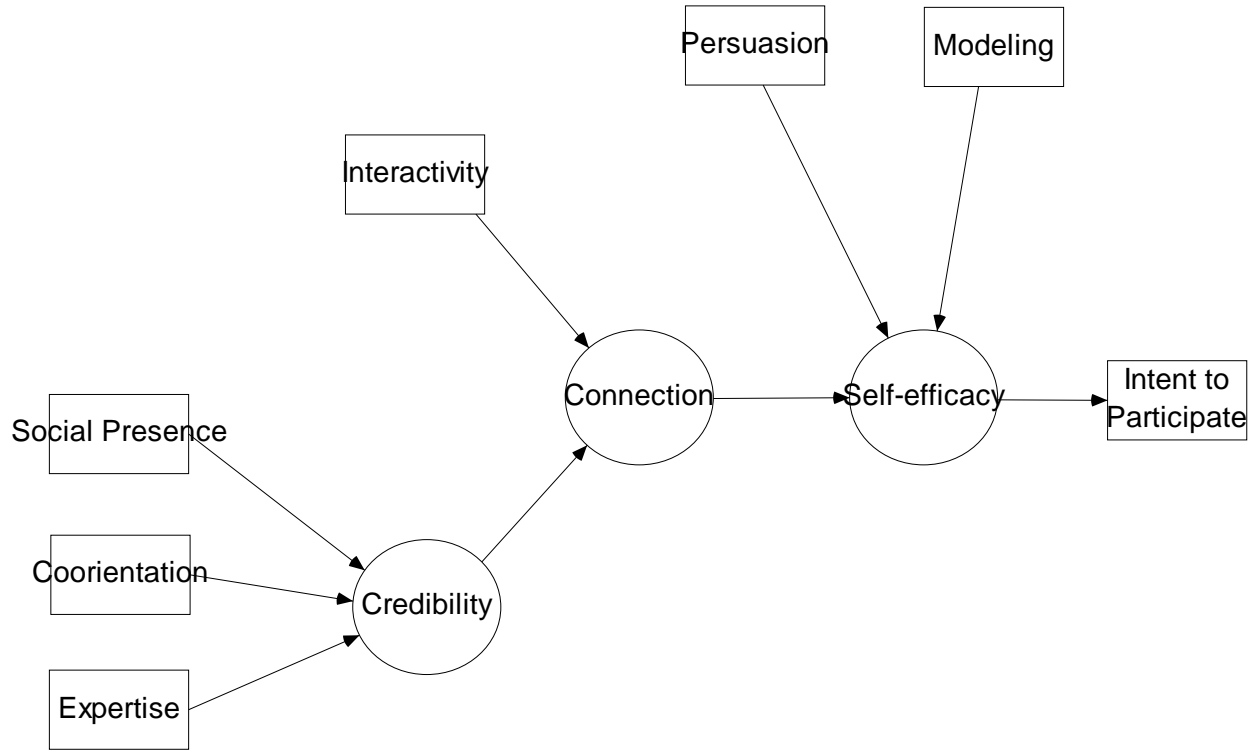 Persuasion
Modeling
Interactivity
Connection
Self-efficacy
Intent to
Participate
Social Presence
Coorientation
Credibility
Expertise